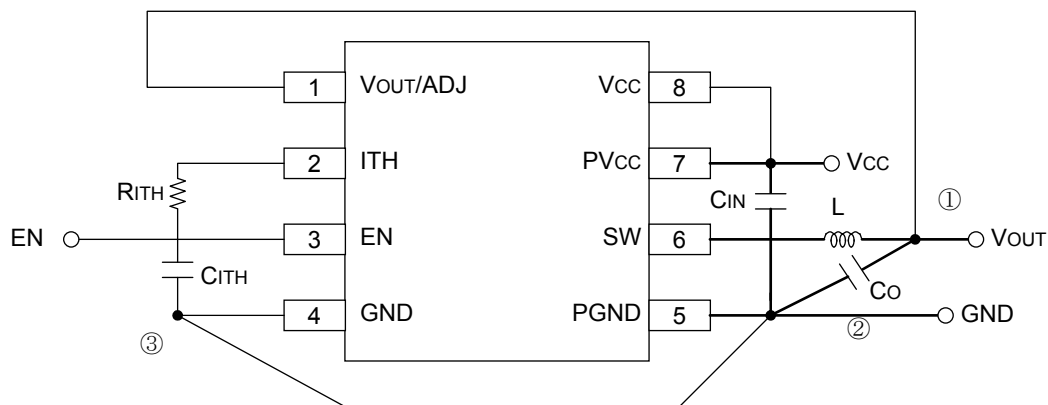 1 VOUT/ADJ VCC 8
2 ITH PVCC 7 VCC
RITH CIN L ①
EN 3 EN SW 6 VOUT
CITH CO
4 GND PGND 5 ② GND
③